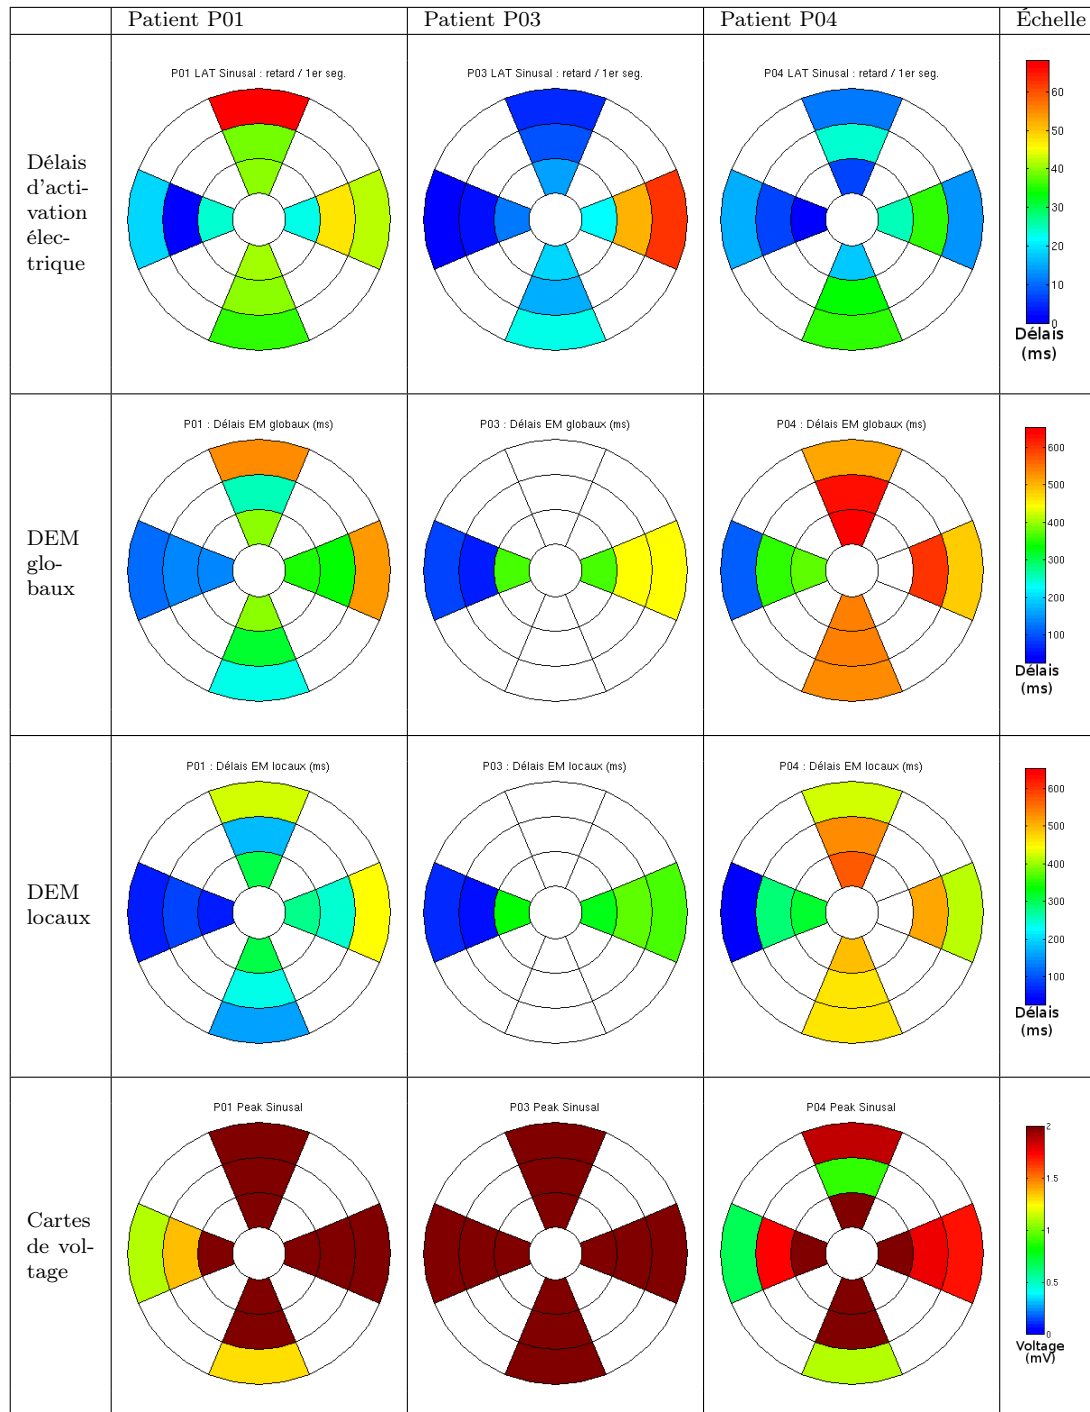 Patient P01 Patient P03 Patient P04 Échelle
Délais
d'acti-
vation
élec-
trique
P01 LAT Sinusal : retard / 1er seg.
P03 LAT Sinusal : retard / 1er seg.
P04 LAT Sinusal : retard / 1er seg.
60
50
40
30
20
10
0
Délais
(ms)
DEM
glo-
baux
P01 : Délais EM globaux (ms)
P03 : Délais EM globaux (ms)
P04 : Délais EM globaux (ms)
600
500
400
300
200
100
Délais
(ms)
DEM
locaux
P01 : Délais EM locaux (ms)
P03 : Délais EM locaux (ms)
P04 : Délais EM locaux (ms)
600
500
400
300
200
100
Délais
(ms)
Cartes
de vol-
tage
P01 Peak Sinusal
P03 Peak Sinusal
P04 Peak Sinusal
2
1.5
1
0.5
0
Voltage
(mV)